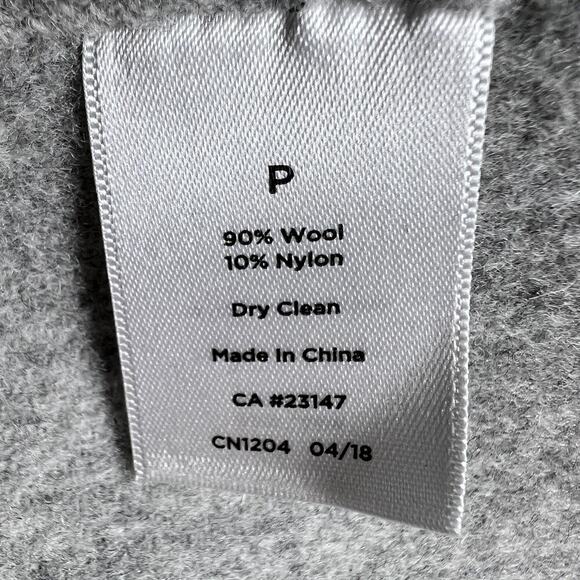 P
90% Wool
10% Nylon
Dry Clean
Made In China
CA #23147
CN1204 04/18